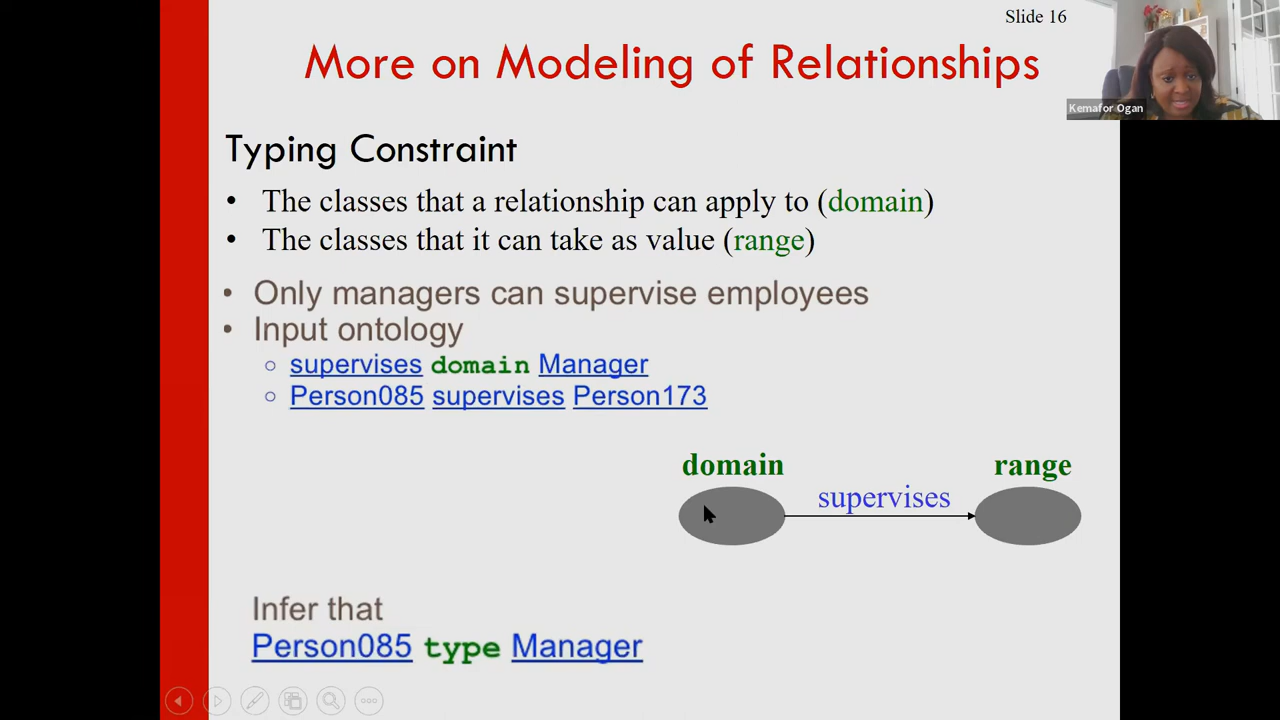 Slide 16
More on Modeling of Relationships
Kemafor Ogan
Typing Constraint
• The classes that a relationship can apply to (domain)
• The classes that it can take as value (range)
• Only managers can supervise employees
• Input ontology
○ supervises domain Manager
○ Person085 supervises Person173
domain range
supervises
Infer that
Person085 type Manager